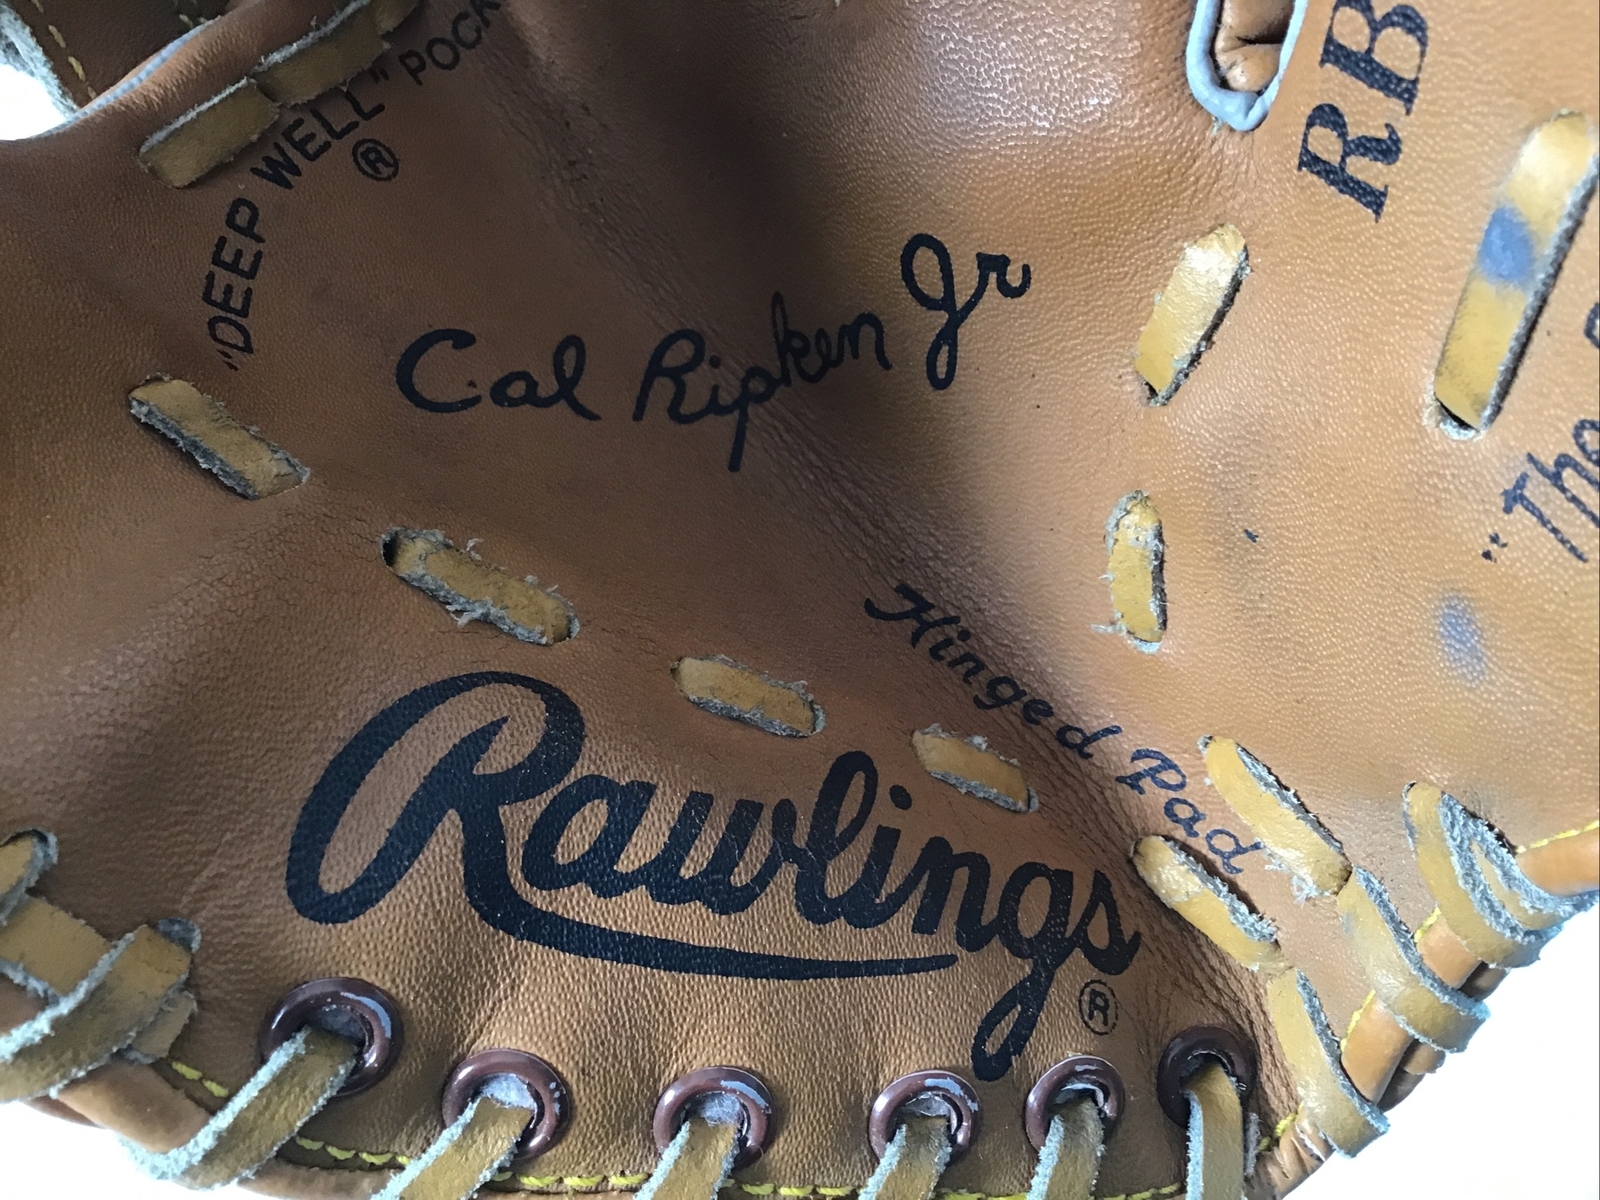 "DEEP WELL" POCK
®
RB
Cal Ripken Jr
"The
Hinged Pad
Rawlings
®